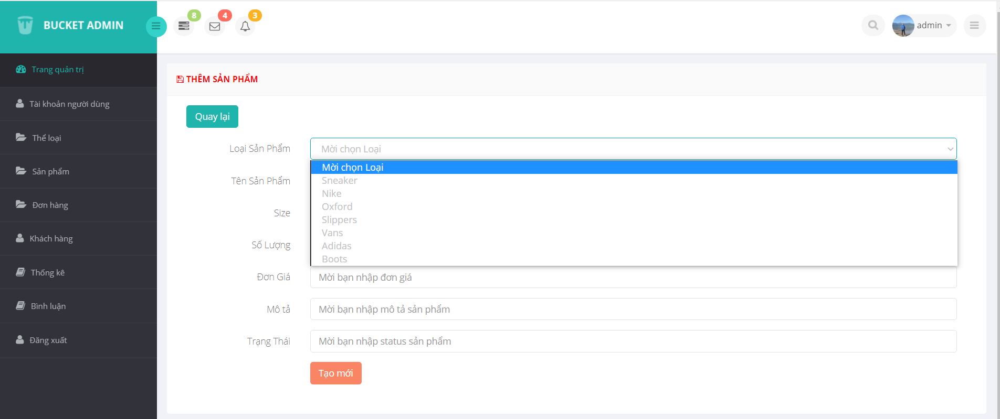 BUCKET ADMIN
8
4
3
admin
Trang quản trị
Tài khoản người dùng
Thể loại
Sản phẩm
Đơn hàng
Khách hàng
Thống kê
Bình luận
Đăng xuất
THÊM SẢN PHẨM
Quay lại
Loại Sản Phẩm
Mời chọn Loại
Mời chọn Loại
Sneaker
Nike
Oxford
Slippers
Vans
Adidas
Boots
Tên Sản Phẩm
Size
Số Lượng
Đơn Giá
Mời bạn nhập đơn giá
Mô tả
Mời bạn nhập mô tả sản phẩm
Trạng Thái
Mời bạn nhập status sản phẩm
Tạo mới